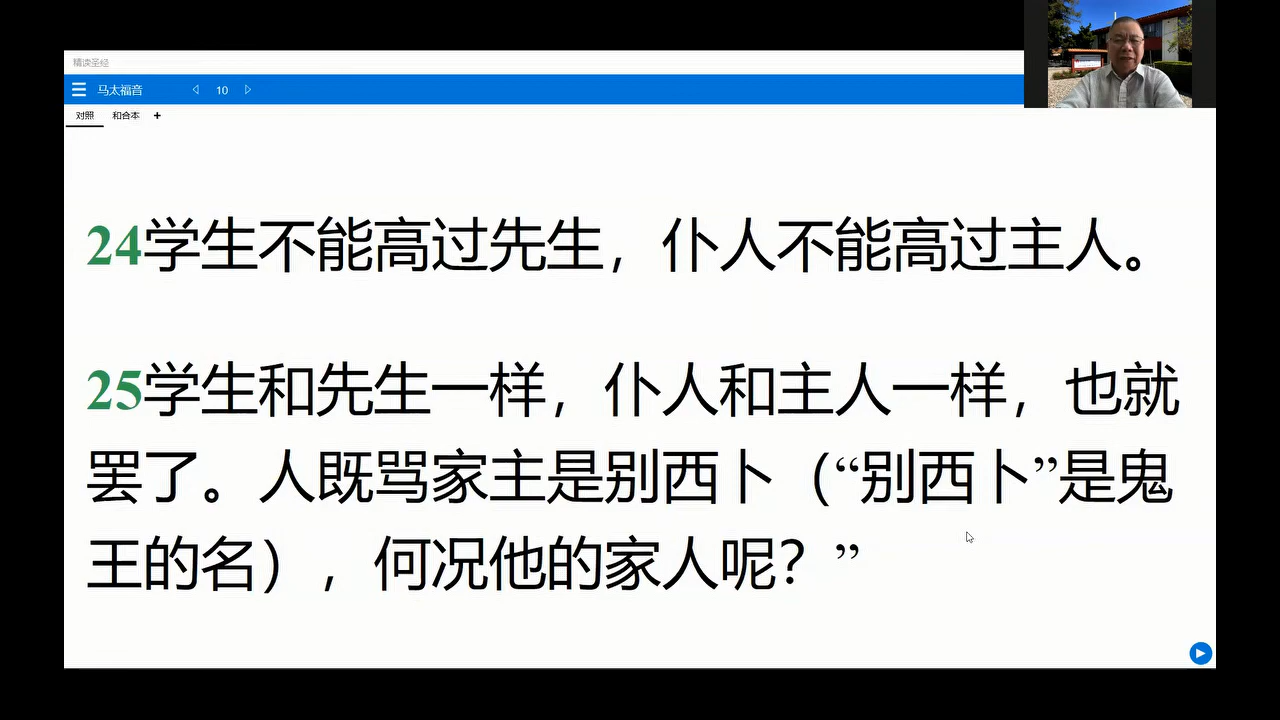 精读圣经
马太福音 10
对照 和合本 +
24学生不能高过先生，仆人不能高过主人。
25学生和先生一样，仆人和主人一样，也就
罢了。人既骂家主是别西卜（“别西卜”是鬼
王的名），何况他的家人呢？”